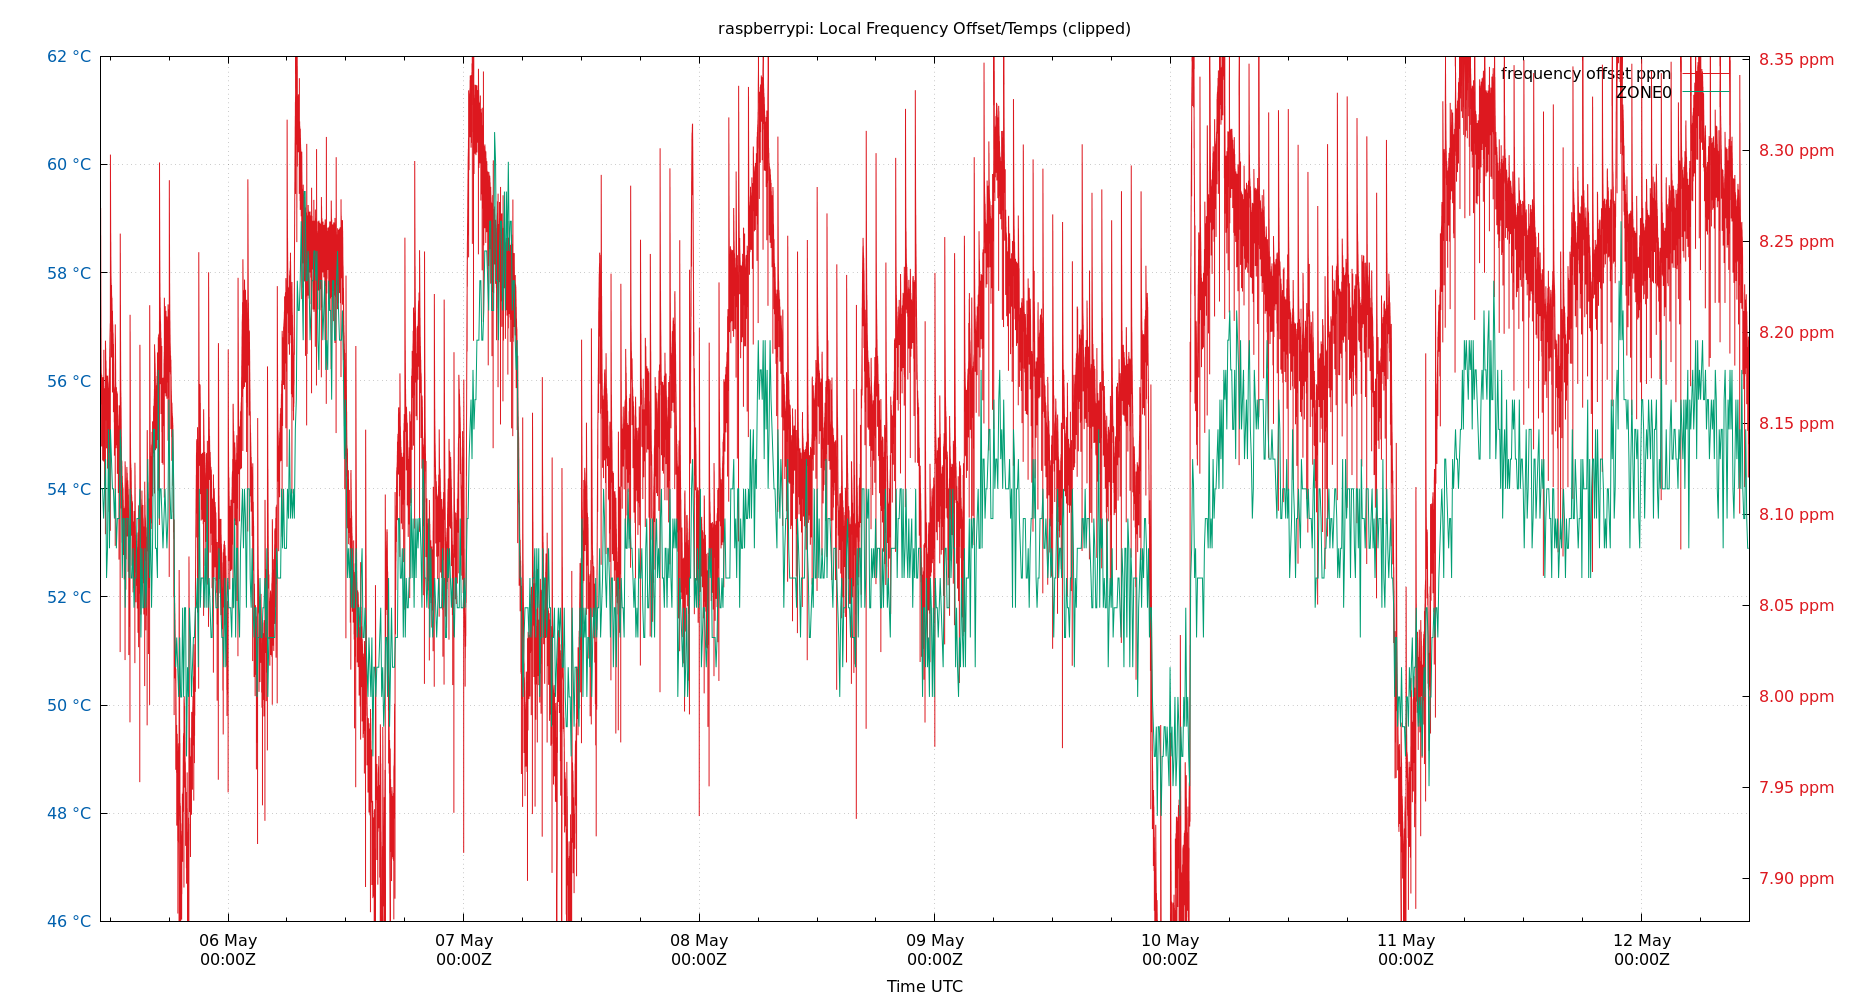 raspberrypi: Local Frequency Offset/Temps (clipped)
62 °C
60 °C
58 °C
56 °C
54 °C
52 °C
50 °C
48 °C
46 °C
8.35 ppm
8.30 ppm
8.25 ppm
8.20 ppm
8.15 ppm
8.10 ppm
8.05 ppm
8.00 ppm
7.95 ppm
7.90 ppm
frequency offset ppm
ZONE0
06 May
00:00Z
07 May
00:00Z
08 May
00:00Z
09 May
00:00Z
10 May
00:00Z
11 May
00:00Z
12 May
00:00Z
Time UTC